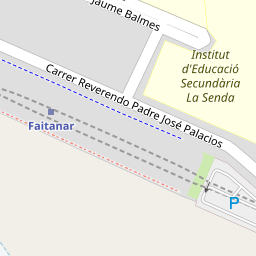 Jaume Balmes
Institut
d'Educació
Secundària
La Senda
Carrer Reverendo Padre José Palacios
Faitanar
P